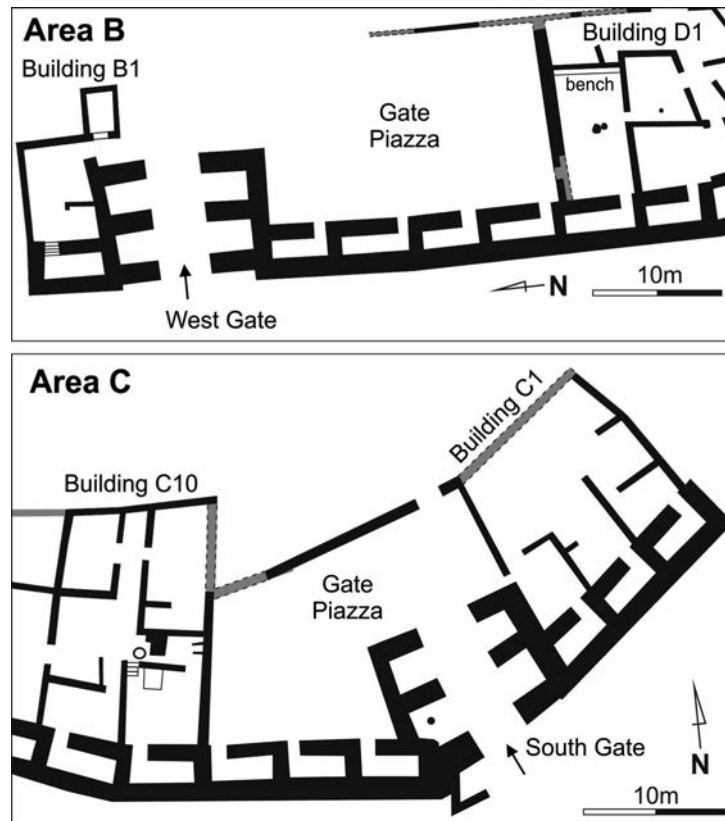 Area B
Building B1
Building D1
bench
Gate
Piazza
N
10m
West Gate
Area C
Building C1
Building C10
Gate
Piazza
South Gate
N
10m